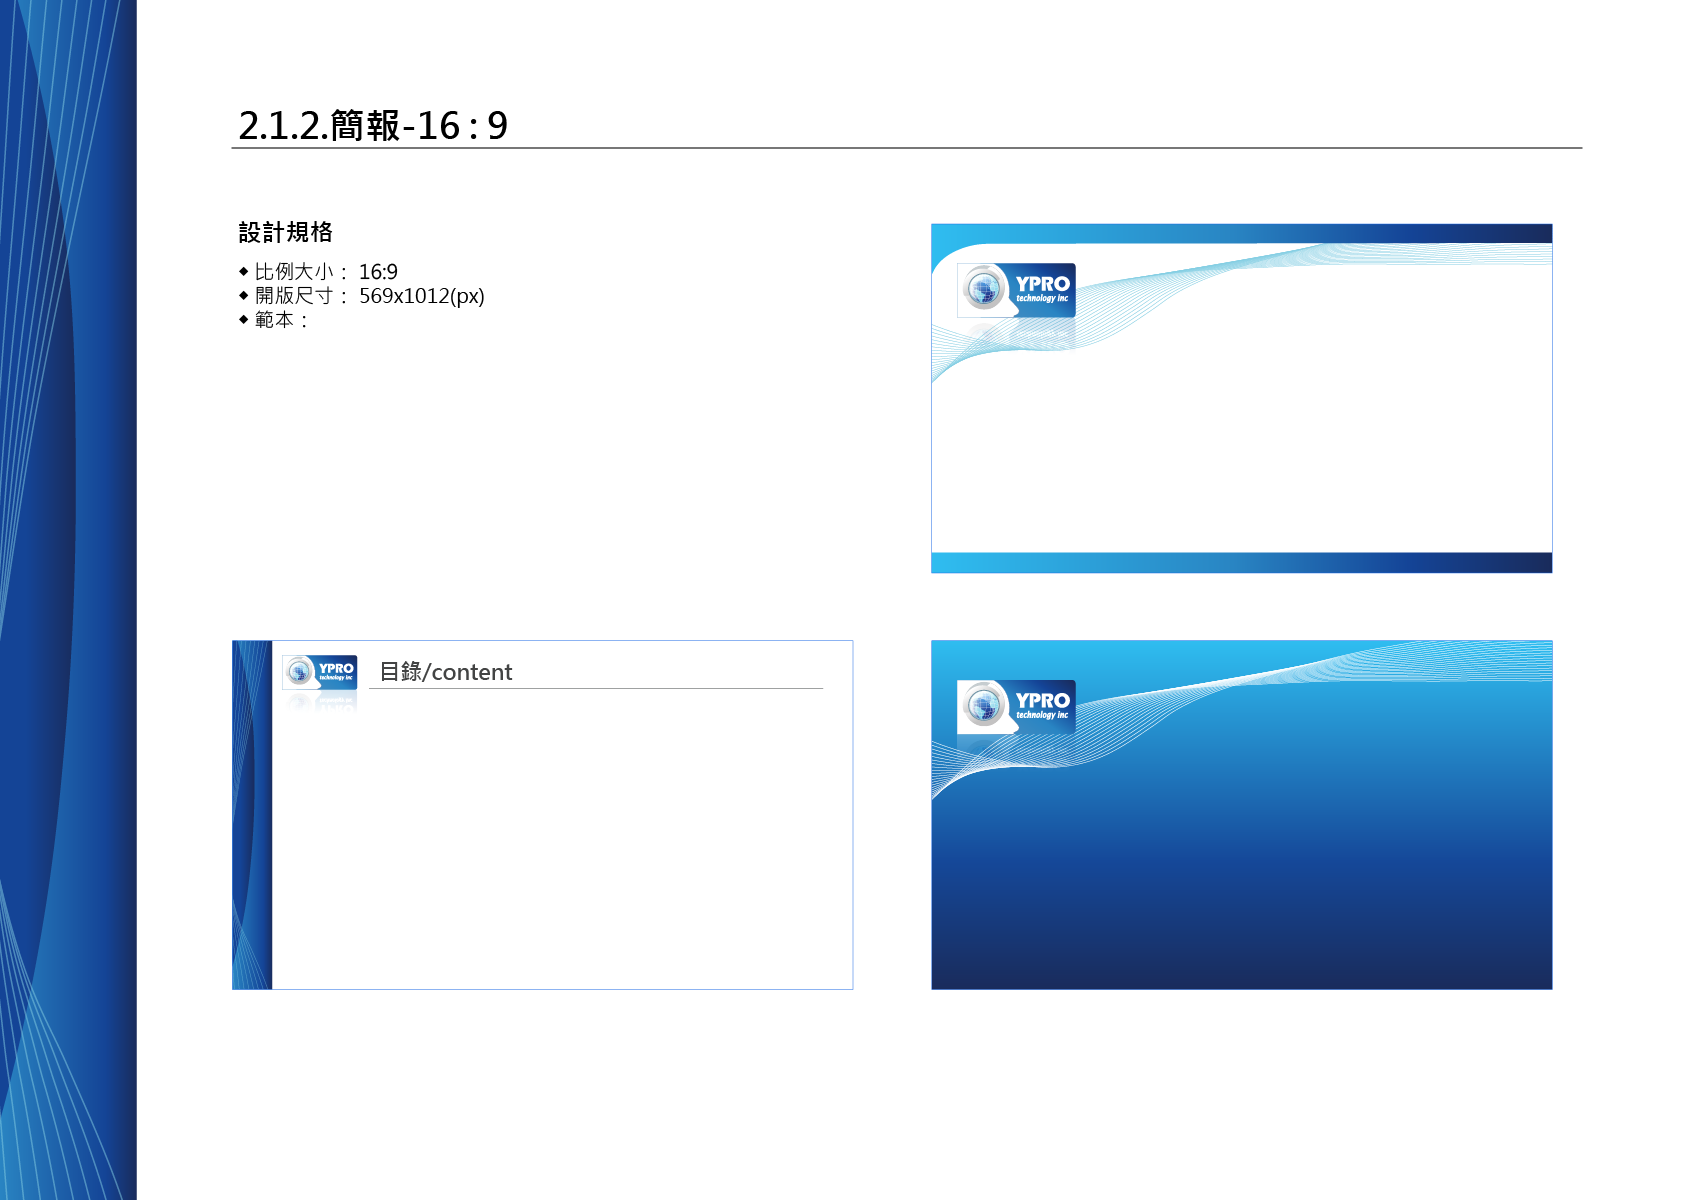 2.1.2.簡報-16 : 9
設計規格
◆ 比例大小： 16:9
◆ 開版尺寸： 569x1012(px)
◆ 範本：
YPRO
technology inc
YPRO
technology inc
目錄/content
YPRO
technology inc